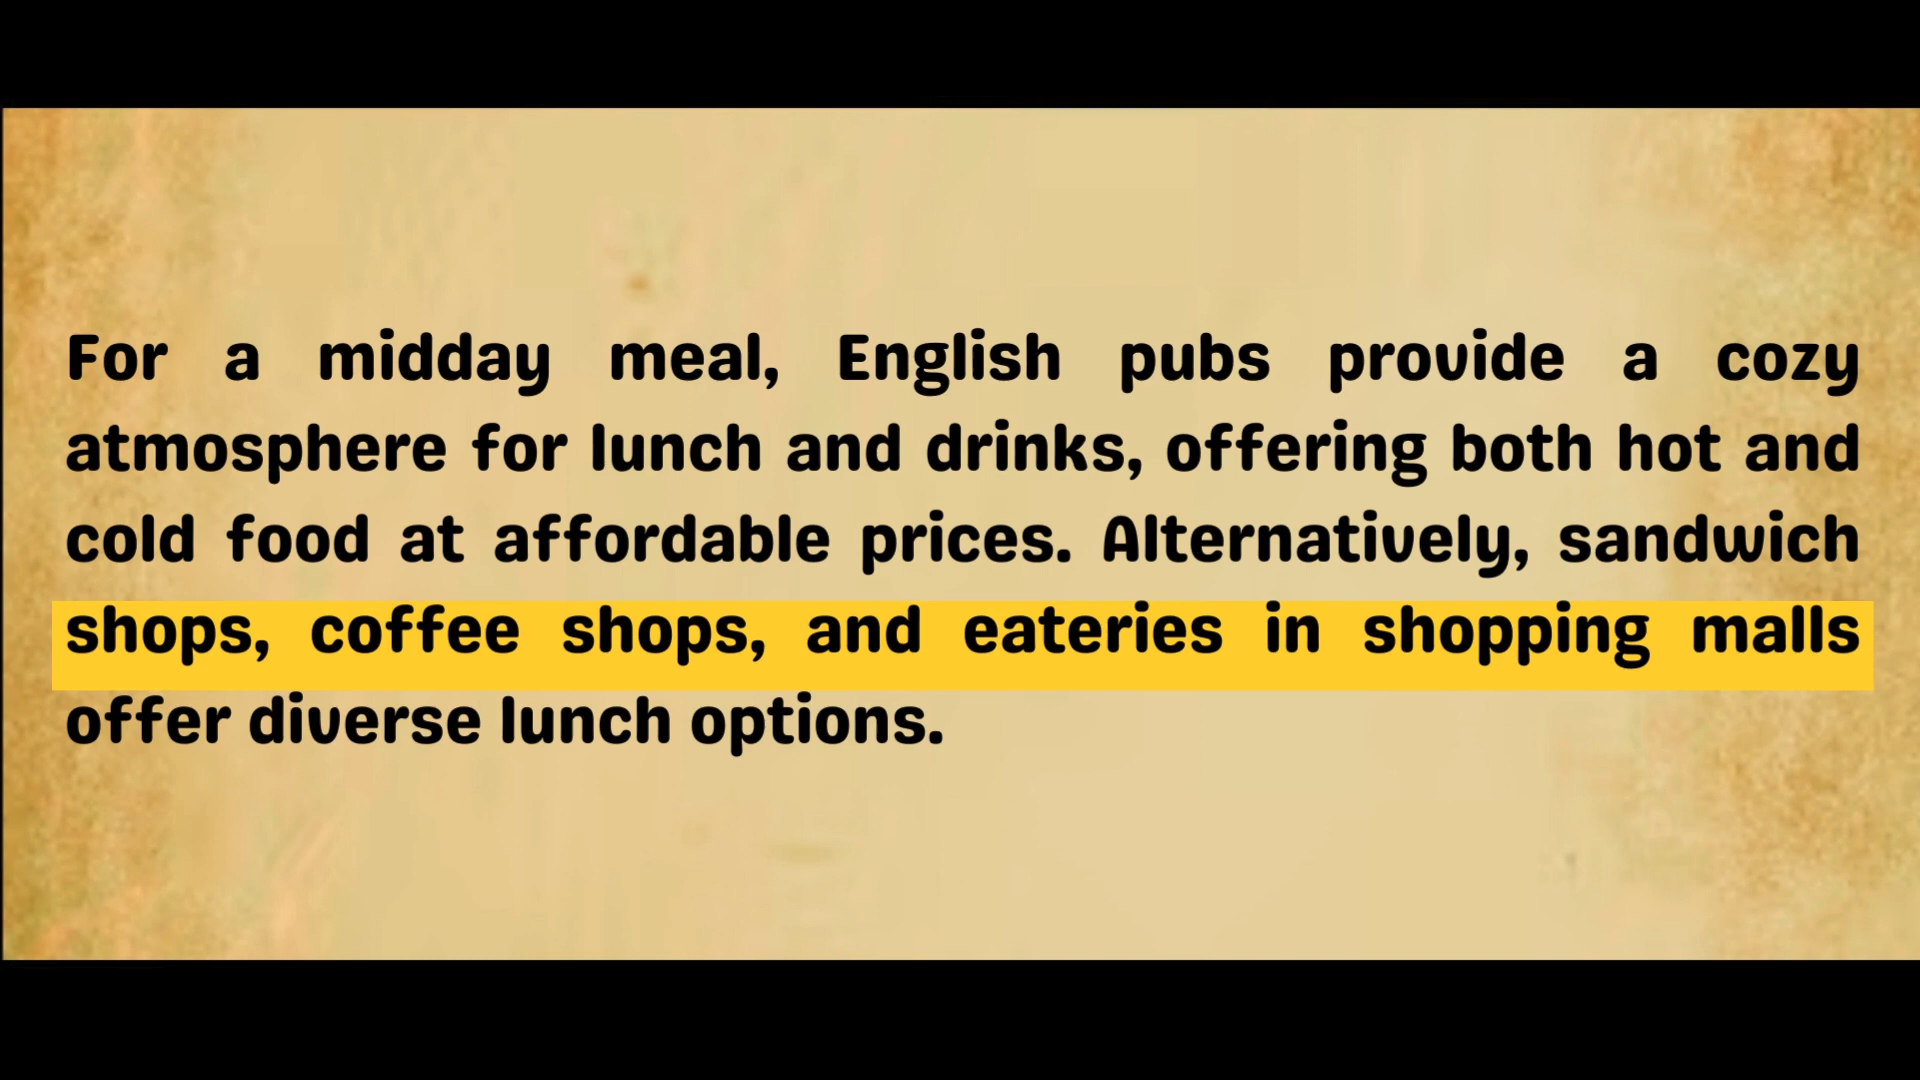 For a midday meal, English pubs provide a cozy
atmosphere for lunch and drinks, offering both hot and
cold food at affordable prices. Alternatively, sandwich
shops, coffee shops, and eateries in shopping malls
offer diverse lunch options.